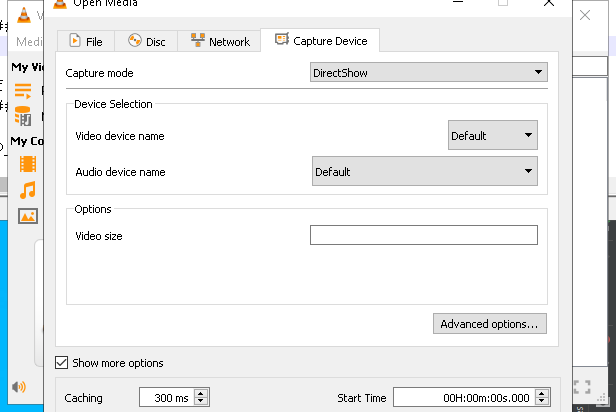 Open Media
Medi
File
Disc
Network
Capture Device
My Vi
Capture mode
DirectShow
Device Selection
Video device name
Default
My Co
Audio device name
Default
Options
Video size
Advanced options...
Show more options
Caching
300 ms
Start Time
00H:00m:00s.000